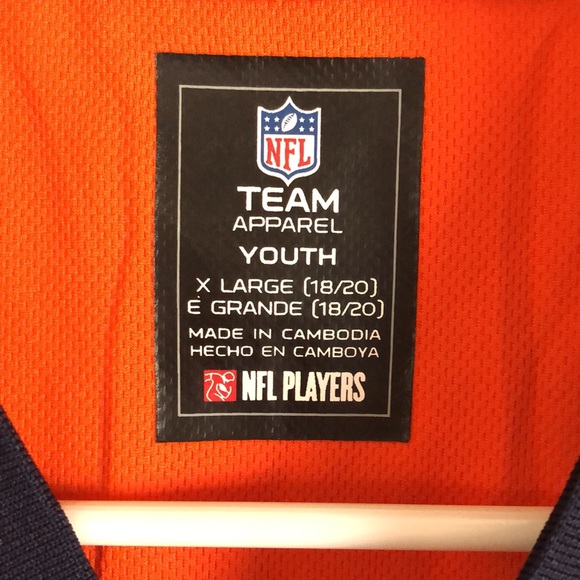 NFL
TEAM
APPAREL
YOUTH
X LARGE (18/20)
É GRANDE (18/20)
MADE IN CAMBODIA
HECHO EN CAMBOYA
NFL PLAYERS